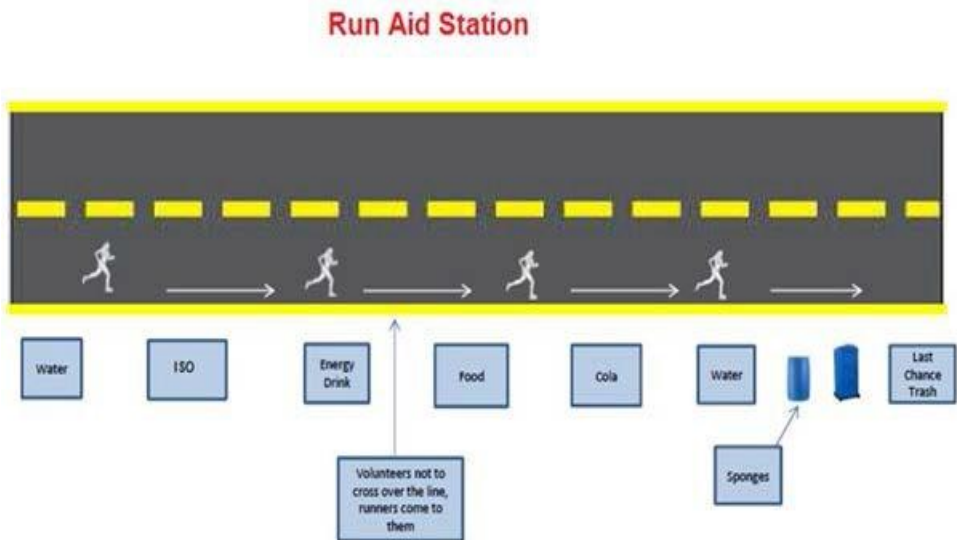 Run Aid Station
Water
ISO
Energy
Drink
Food
Cola
Water
Last
Chance
Trash
Volunteers not to
cross over the line,
runners come to
them
Sponges